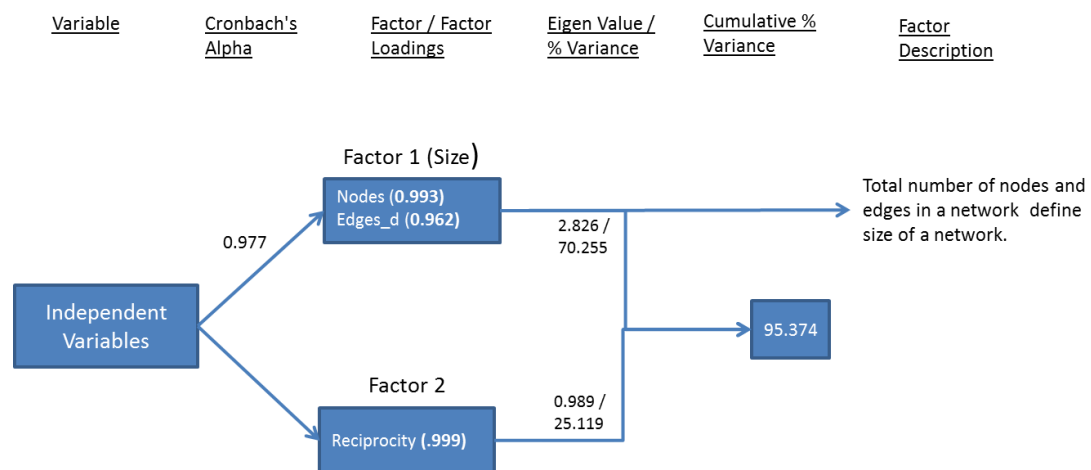 Variable
Cronbach's
Alpha
Factor / Factor
Loadings
Eigen Value /
% Variance
Cumulative %
Variance
Factor
Description
Factor 1 (Size)
Nodes (0.993)
Edges_d (0.962)
Total number of nodes and
edges in a network define
size of a network.
0.977
2.826 /
70.255
Independent
Variables
95.374
Factor 2
Reciprocity (.999)
0.989 /
25.119